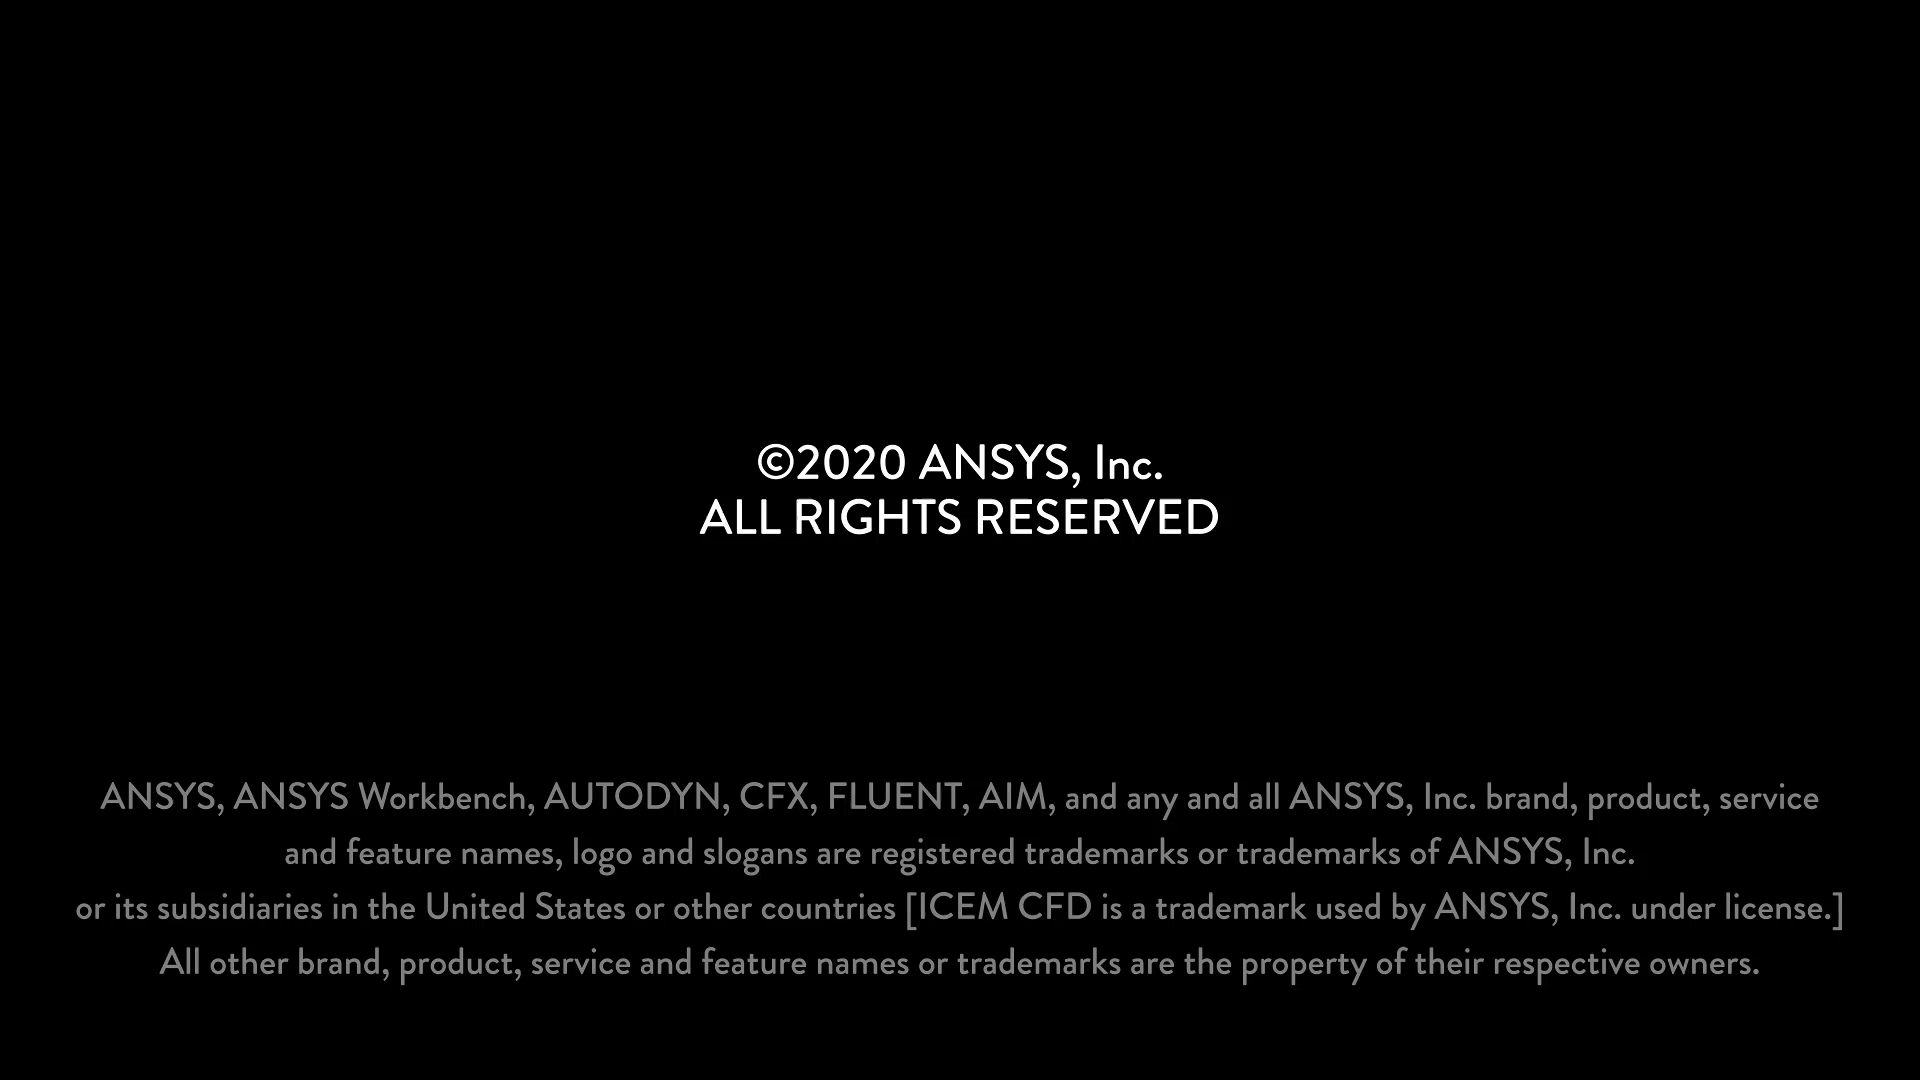 ©2020 ANSYS, Inc.
ALL RIGHTS RESERVED
ANSYS, ANSYS Workbench, AUTODYN, CFX, FLUENT, AIM, and any and all ANSYS, Inc. brand, product, service
and feature names, logo and slogans are registered trademarks or trademarks of ANSYS, Inc.
or its subsidiaries in the United States or other countries [ICEM CFD is a trademark used by ANSYS, Inc. under license.]
All other brand, product, service and feature names or trademarks are the property of their respective owners.